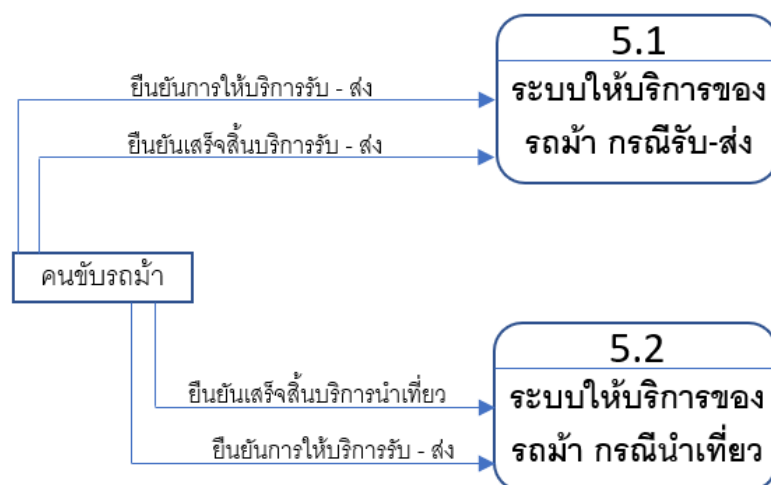 5.1
ยืนยันการให้บริการรับ - ส่ง
ระบบให้บริการของ
ยืนยันเสร็จสิ้นบริการรับ - ส่ง
รถม้า กรณีรับ-ส่ง
คนขับรถม้า
5.2
ยืนยันเสร็จสิ้นบริการนำเที่ยว
ระบบให้บริการของ
ยืนยันการให้บริการรับ - ส่ง
รถม้า กรณีนำเที่ยว